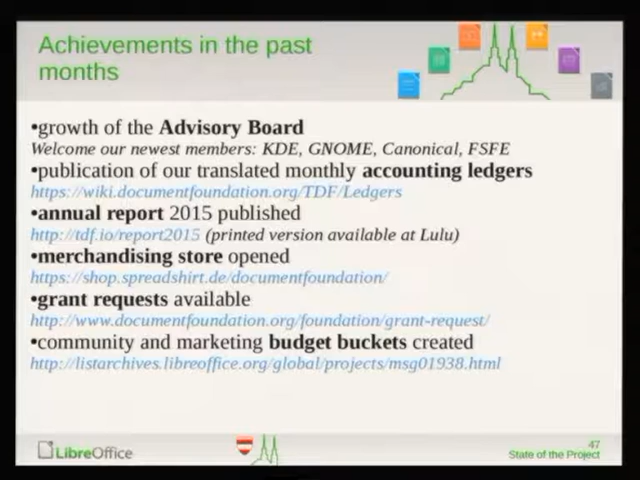 Achievements in the past
months
•growth of the Advisory Board
Welcome our newest members: KDE, GNOME, Canonical, FSFE
•publication of our translated monthly accounting ledgers
https://wiki.documentfoundation.org/TDF/Ledgers
•annual report 2015 published
http://tdf.io/report2015 (printed version available at Lulu)
•merchandising store opened
https://shop.spreadshirt.de/documentfoundation/
•grant requests available
http://www.documentfoundation.org/foundation/grant-request/
•community and marketing budget buckets created
http://listarchives.libreoffice.org/global/projects/msg01938.html
LibreOffice
47
State of the Project